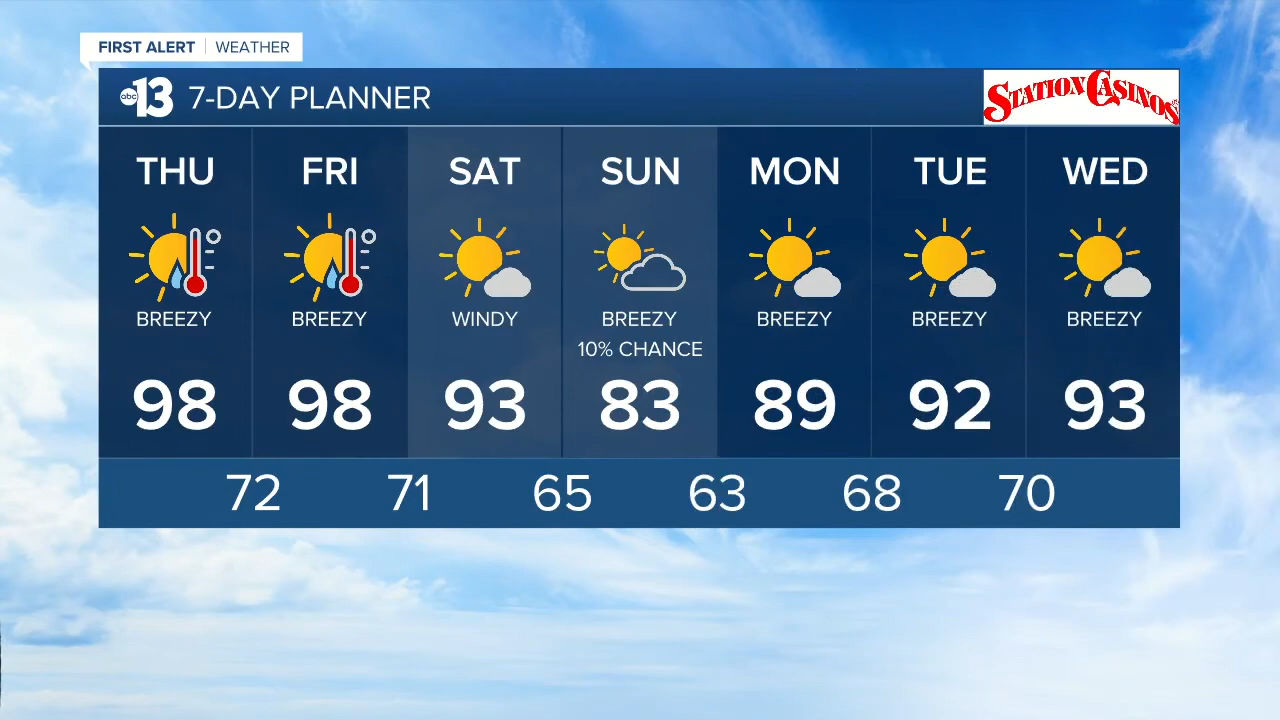 FIRST ALERT | WEATHER
abc 13 7-DAY PLANNER
STATION CASINOS
THU FRI SAT SUN MON TUE WED
BREEZY BREEZY WINDY BREEZY BREEZY BREEZY BREEZY
10% CHANCE
98 98 93 83 89 92 93
72 71 65 63 68 70